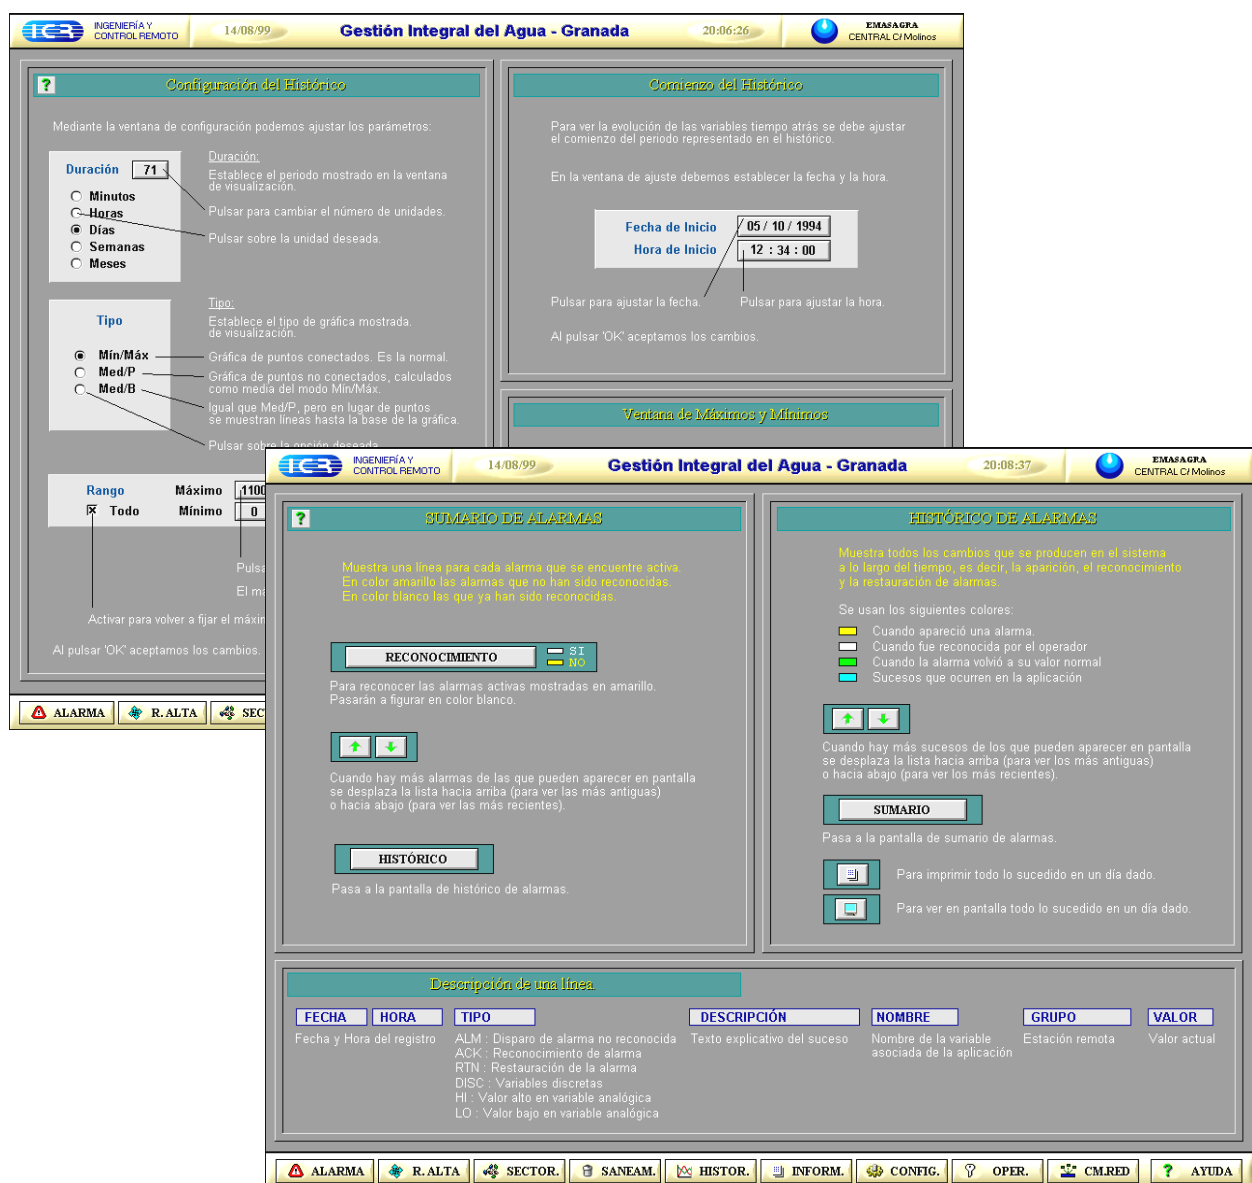 ICR
INGENIERÍA Y
CONTROL REMOTO
14/08/99
Gestión Integral del Agua - Granada
20:06:26
EMASAGRA
CENTRAL C/ Molinos
?
Configuración del Histórico
Mediante la ventana de configuración podemos ajustar los parámetros:
Duración 71
Minutos
Horas
Días
Semanas
Meses
Duración:
Establece el periodo mostrado en la ventana
de visualización.
Pulsar para cambiar el número de unidades.
Pulsar sobre la unidad deseada.
Tipo
Mín/Máx
Med/P
Med/B
Tipo:
Establece el tipo de gráfica mostrada.
de visualización.
Gráfica de puntos conectados. Es la normal.
Gráfica de puntos no conectados, calculados
como media del modo Mín/Máx.
Igual que Med/P, pero en lugar de puntos
se muestran líneas hasta la base de la gráfica.
Pulsar sobre la opción deseada
Rango Máximo 1100
Todo Mínimo 0
Pulsa
El má
Activar para volver a fijar el máxim
Al pulsar 'OK' aceptamos los cambios.
Comienzo del Histórico
Para ver la evolución de las variables tiempo atrás se debe ajustar
el comienzo del periodo representado en el histórico.
En la ventana de ajuste debemos establecer la fecha y la hora.
Fecha de Inicio 05 / 10 / 1994
Hora de Inicio 12 : 34 : 00
Pulsar para ajustar la fecha. Pulsar para ajustar la hora.
Al pulsar 'OK' aceptamos los cambios.
Ventana de Máximos y Mínimos
ALARMA R. ALTA SEC
ICR
INGENIERÍA Y
CONTROL REMOTO
14/08/99
Gestión Integral del Agua - Granada
20:08:37
EMASAGRA
CENTRAL C/ Molinos
?
SUMARIO DE ALARMAS
Muestra una línea para cada alarma que se encuentre activa.
En color amarillo las alarmas que no han sido reconocidas.
En color blanco las que ya han sido reconocidas.
RECONOCIMIENTO
SI
NO
Para reconocer las alarmas activas mostradas en amarillo.
Pasarán a figurar en color blanco.
Cuando hay más alarmas de las que pueden aparecer en pantalla
se desplaza la lista hacia arriba (para ver las más antiguas)
o hacia abajo (para ver las más recientes).
HISTÓRICO
Pasa a la pantalla de histórico de alarmas.
HISTÓRICO DE ALARMAS
Muestra todos los cambios que se producen en el sistema
a lo largo del tiempo, es decir, la aparición, el reconocimiento
y la restauración de alarmas.
Se usan los siguientes colores:
Cuando apareció una alarma.
Cuando fue reconocida por el operador
Cuando la alarma volvió a su valor normal
Sucesos que ocurren en la aplicación
Cuando hay más sucesos de los que pueden aparecer en pantalla
se desplaza la lista hacia arriba (para ver los más antiguas)
o hacia abajo (para ver los más recientes).
SUMARIO
Pasa a la pantalla de sumario de alarmas.
Para imprimir todo lo sucedido en un día dado.
Para ver en pantalla todo lo sucedido en un día dado.
Descripción de una línea
FECHA HORA TIPO DESCRIPCIÓN NOMBRE GRUPO VALOR
Fecha y Hora del registro
ALM : Disparo de alarma no reconocida
ACK : Reconocimiento de alarma
RTN : Restauración de la alarma
DISC : Variables discretas
HI : Valor alto en variable analógica
LO : Valor bajo en variable analógica
Texto explicativo del suceso
Nombre de la variable
asociada de la aplicación
Estación remota
Valor actual
ALARMA R. ALTA SECTOR. SANEAM. HISTOR. INFORM. CONFIG. OPER. CM.RED ? AYUDA